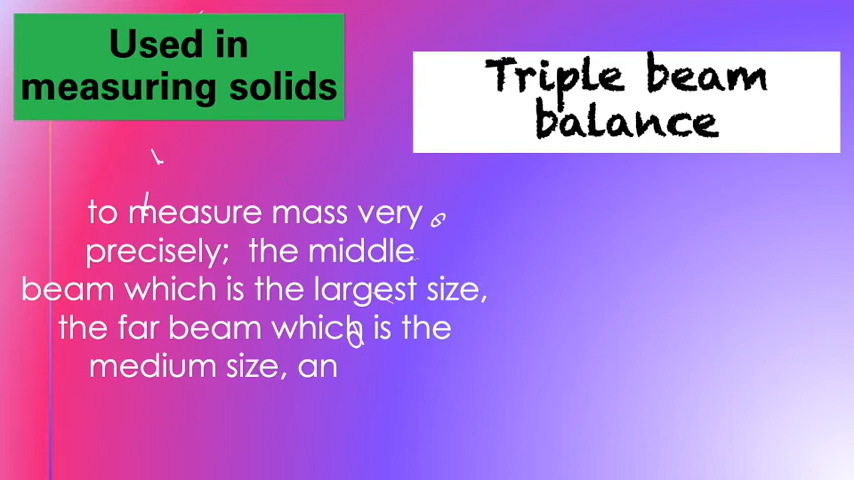 Used in
measuring solids
Triple beam
balance
to measure mass very
precisely;  the middle
beam which is the largest size,
the far beam which is the
medium size, an